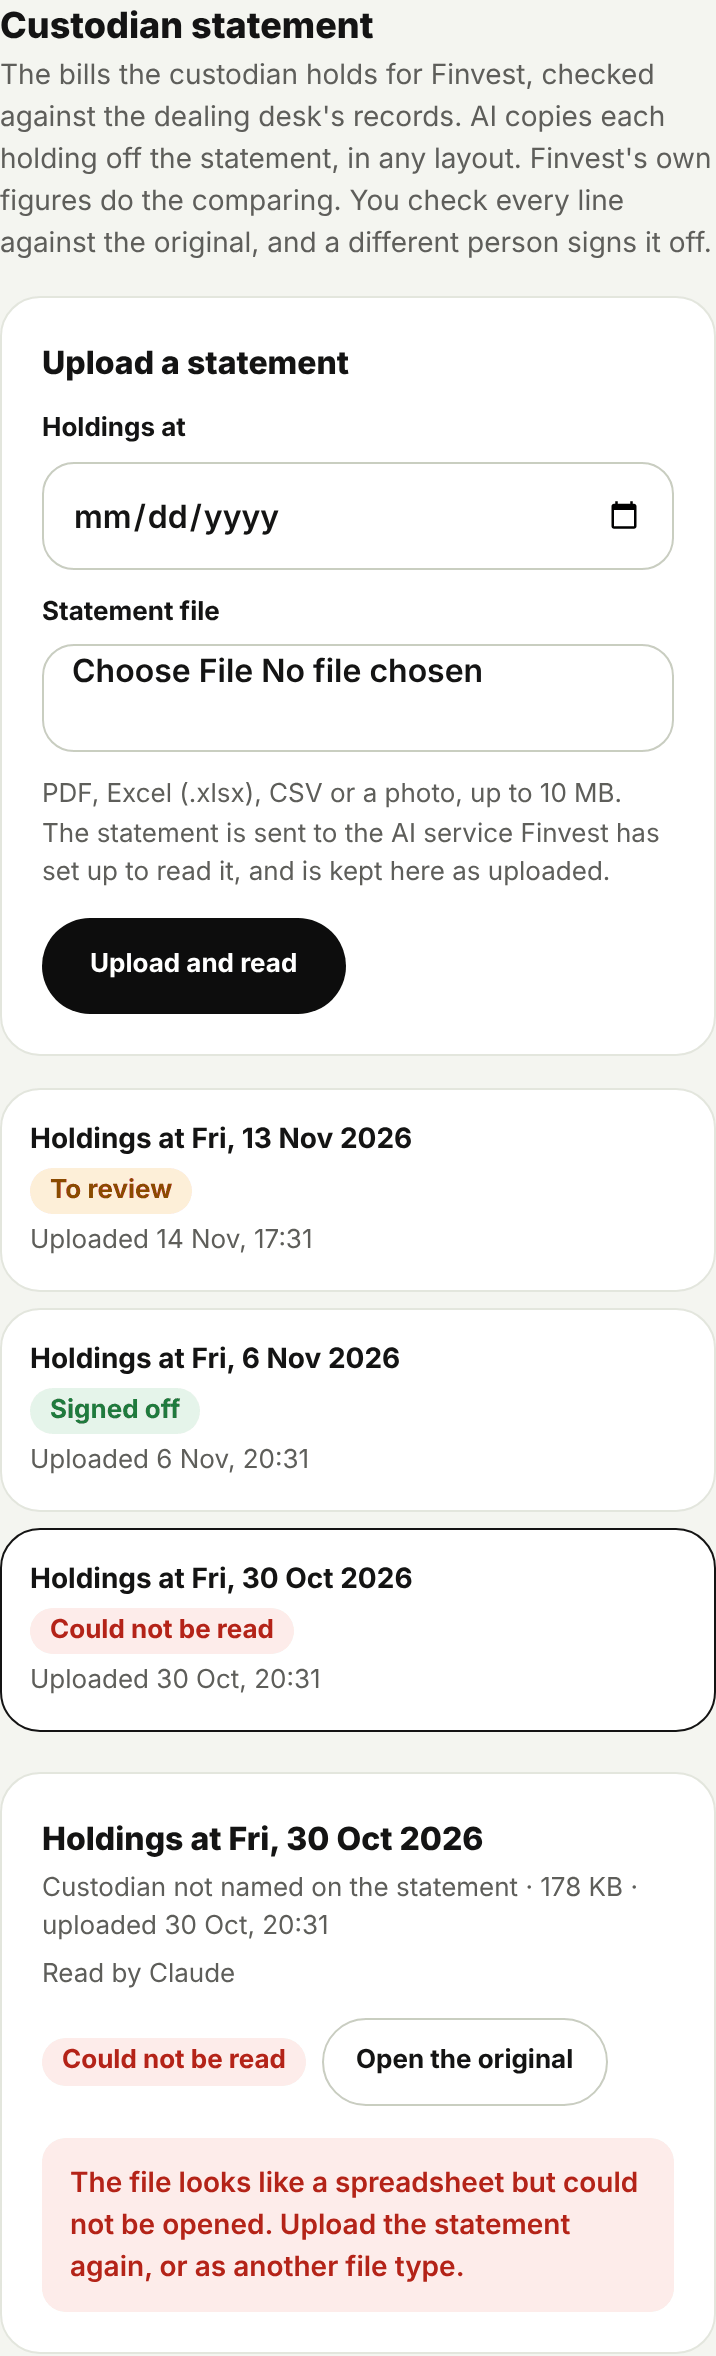 Custodian statement
The bills the custodian holds for Finvest, checked
against the dealing desk's records. AI copies each
holding off the statement, in any layout. Finvest's own
figures do the comparing. You check every line
against the original, and a different person signs it off.
Upload a statement
Holdings at
mm/dd/yyyy
Statement file
Choose File No file chosen
PDF, Excel (.xlsx), CSV or a photo, up to 10 MB.
The statement is sent to the AI service Finvest has
set up to read it, and is kept here as uploaded.
Upload and read
Holdings at Fri, 13 Nov 2026
To review
Uploaded 14 Nov, 17:31
Holdings at Fri, 6 Nov 2026
Signed off
Uploaded 6 Nov, 20:31
Holdings at Fri, 30 Oct 2026
Could not be read
Uploaded 30 Oct, 20:31
Holdings at Fri, 30 Oct 2026
Custodian not named on the statement · 178 KB ·
uploaded 30 Oct, 20:31
Read by Claude
Could not be read
Open the original
The file looks like a spreadsheet but could
not be opened. Upload the statement
again, or as another file type.